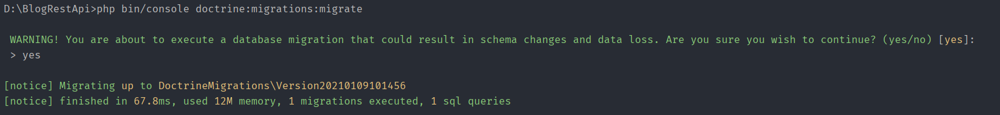 D:\BlogRestApi>php bin/console doctrine:migrations:migrate
WARNING! You are about to execute a database migration that could result in schema changes and data loss. Are you sure you wish to continue? (yes/no) [yes]:
> yes
[notice] Migrating up to DoctrineMigrations\Version20210109101456
[notice] finished in 67.8ms, used 12M memory, 1 migrations executed, 1 sql queries